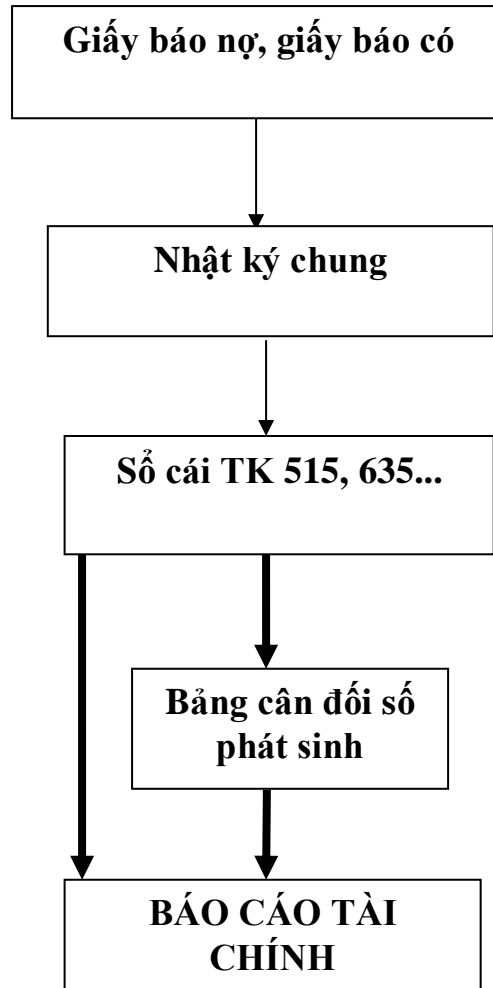 Giấy báo nợ, giấy báo có
Nhật ký chung
Sổ cái TK 515, 635...
Bảng cân đối số
phát sinh
BÁO CÁO TÀI
CHÍNH